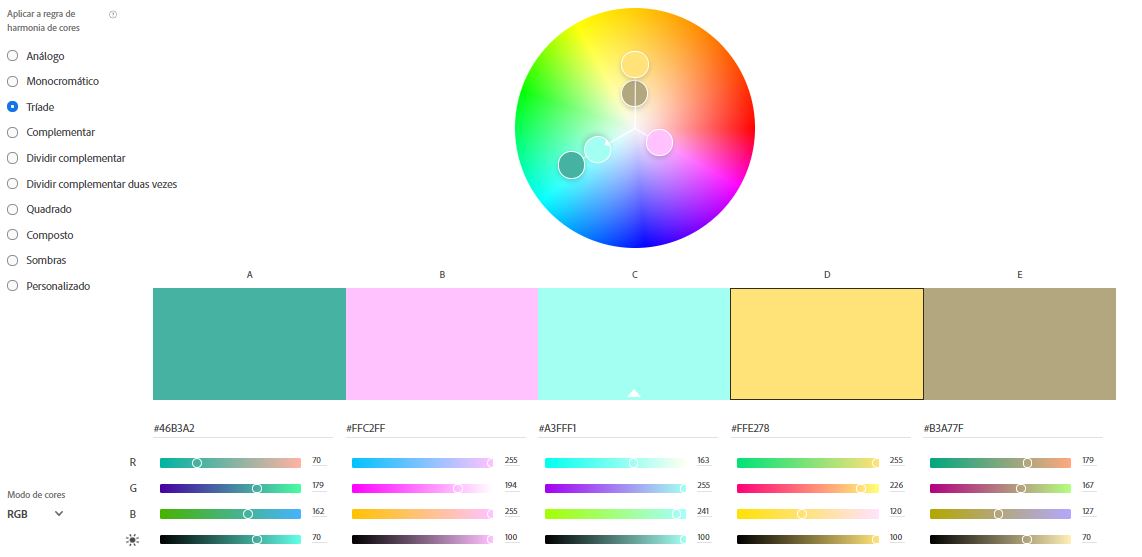 Aplicar a regra de
harmonia de cores
Análogo
Monocromático
Tríade
Complementar
Dividir complementar
Dividir complementar duas vezes
Quadrado
Composto
Sombras
Personalizado
A B C D E
#46B3A2 #FFC2FF #A3FFF1 #FFE278 #B3A77F
R 70 255 163 255 179
G 179 194 255 226 167
Modo de cores
RGB
B 162 255 241 120 127
70 100 100 100 70